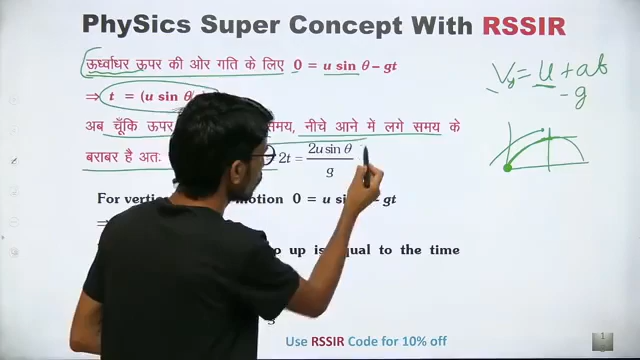 PhySics Super Concept With RSSIR
ऊर्ध्वाधर ऊपर की ओर गति के लिए 0 = u sin θ – gt
Vy = u + at
– g
⇒ t = (u sin θ
अब चूँकि ऊपर समय, नीचे आने में लगे समय के
बराबर है अतः 2t = 2u sin θ / g
For vertic motion 0 = u si – gt
⇒
o up is equal to the time
Use RSSIR Code for 10% off